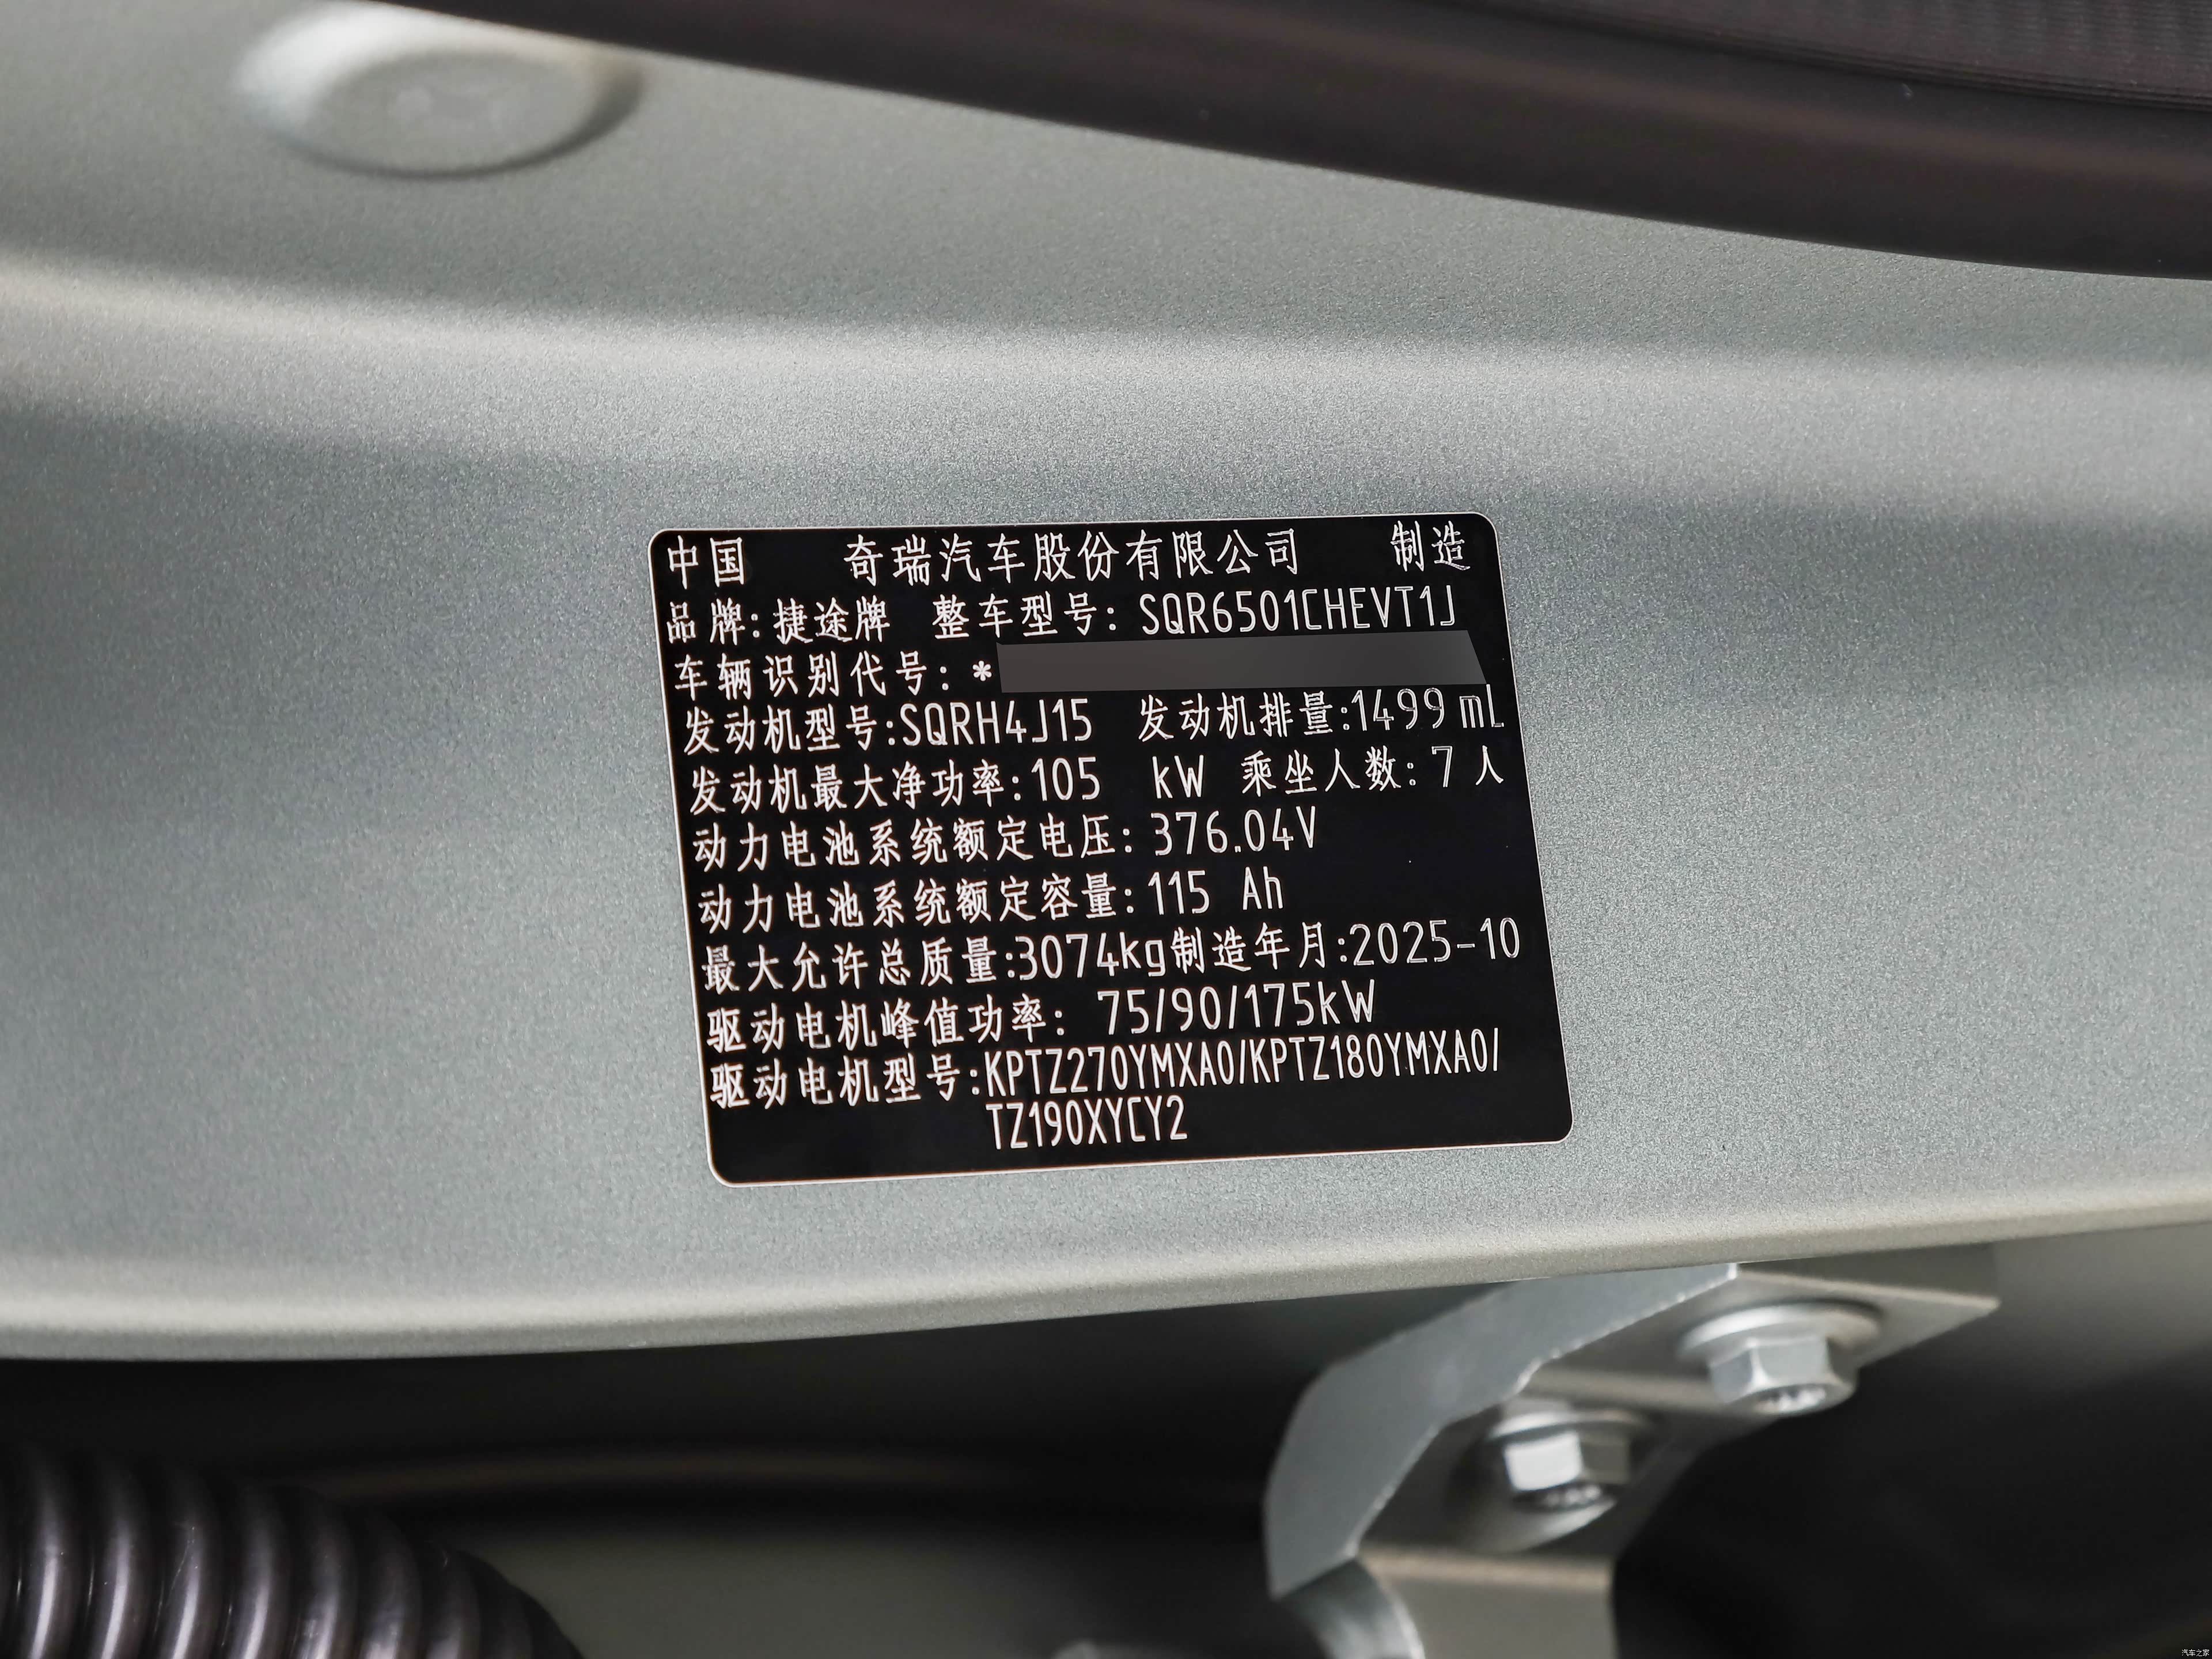 中国 奇瑞汽车股份有限公司 制造
品牌:捷途牌 整车型号: SQR6501CHEVT1J
车辆识别代号: *
发动机型号:SQRH4J15 发动机排量:1499 mL
发动机最大净功率:105 kW 乘坐人数: 7 人
动力电池系统额定电压: 376.04V
动力电池系统额定容量: 115 Ah
最大允许总质量:3074kg制造年月:2025-10
驱动电机峰值功率: 75/90/175kW
驱动电机型号:KPTZ270YMXA0/KPTZ180YMXA0/
TZ190XYCY2
汽车之家